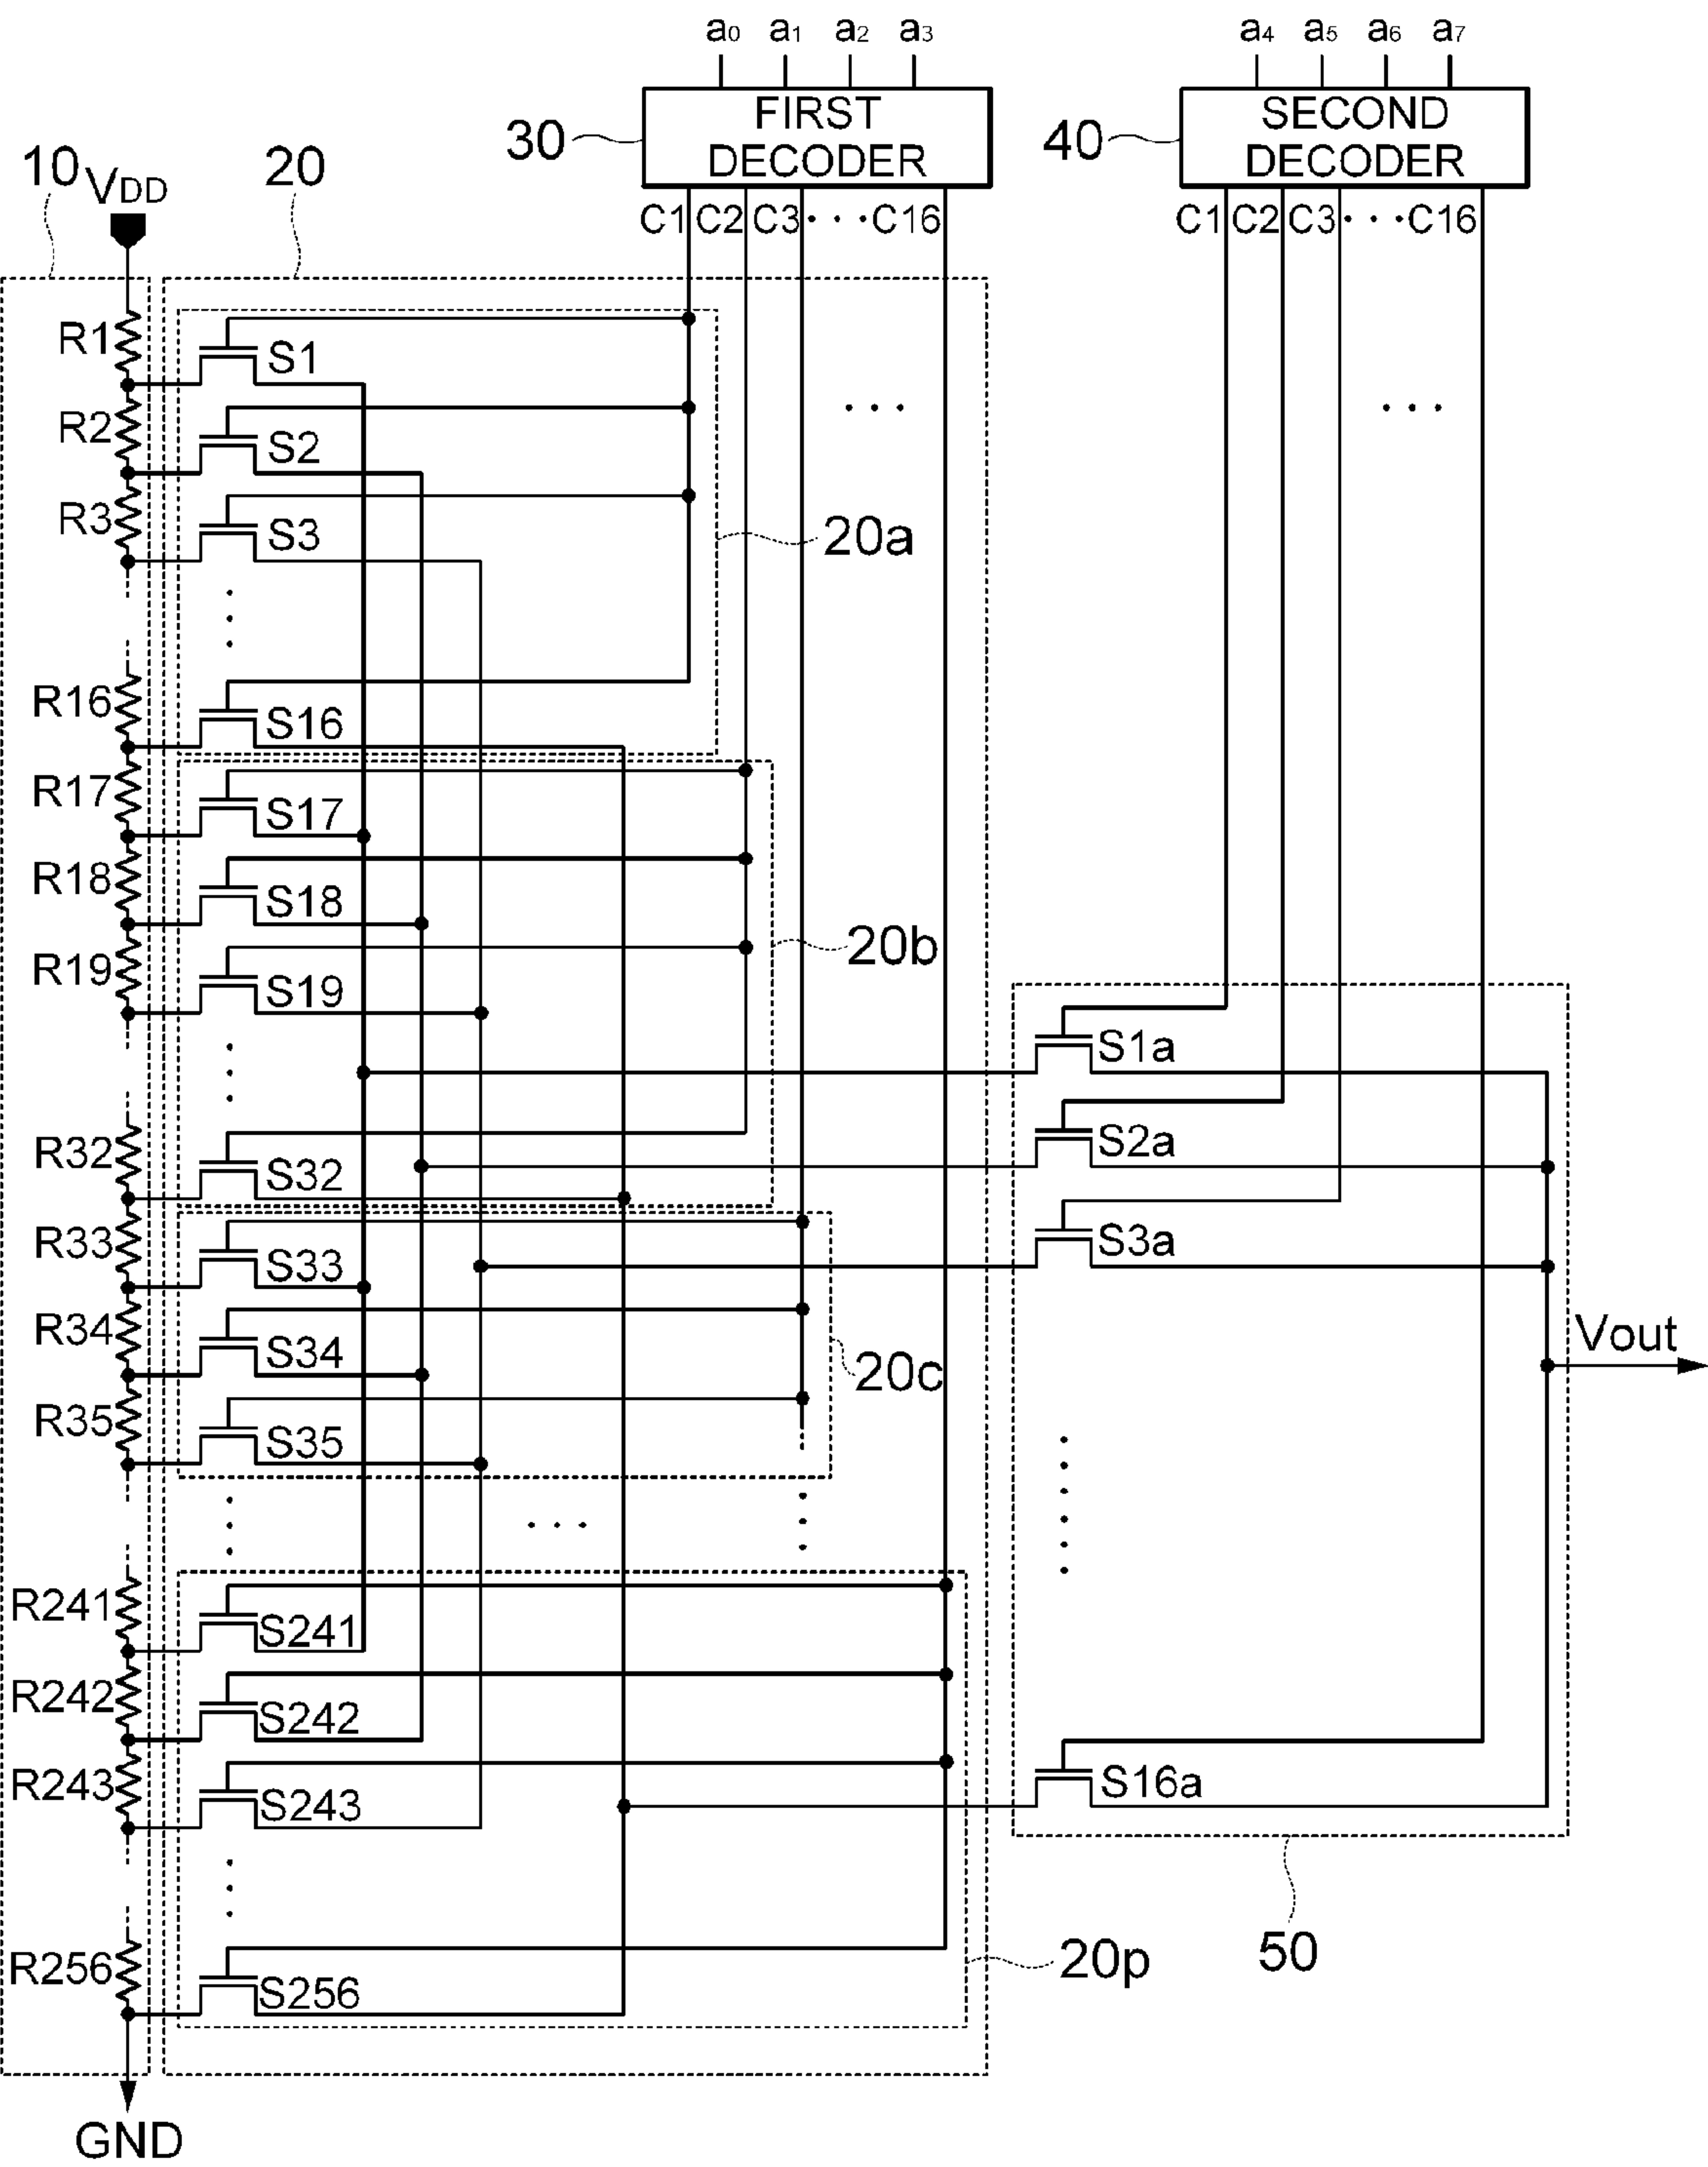 a0 a1 a2 a3 a4 a5 a6 a7
30 FIRST DECODER 40 SECOND DECODER
10 VDD 20
C1 C2 C3 ··· C16 C1 C2 C3 ··· C16
R1 S1
R2 S2
R3 S3 20a
R16 S16
R17 S17
R18 S18
R19 S19 20b
S1a
R32 S32 S2a
R33 S33 S3a
R34 S34 Vout
20c
R35 S35
R241 S241
R242 S242
R243 S243 S16a
50
R256 S256 20p
GND